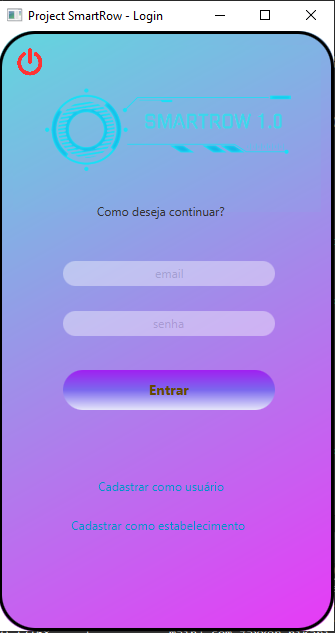 Project SmartRow - Login
SMARTROW 1.0
Como deseja continuar?
email
senha
Entrar
Cadastrar como usuário
Cadastrar como estabelecimento